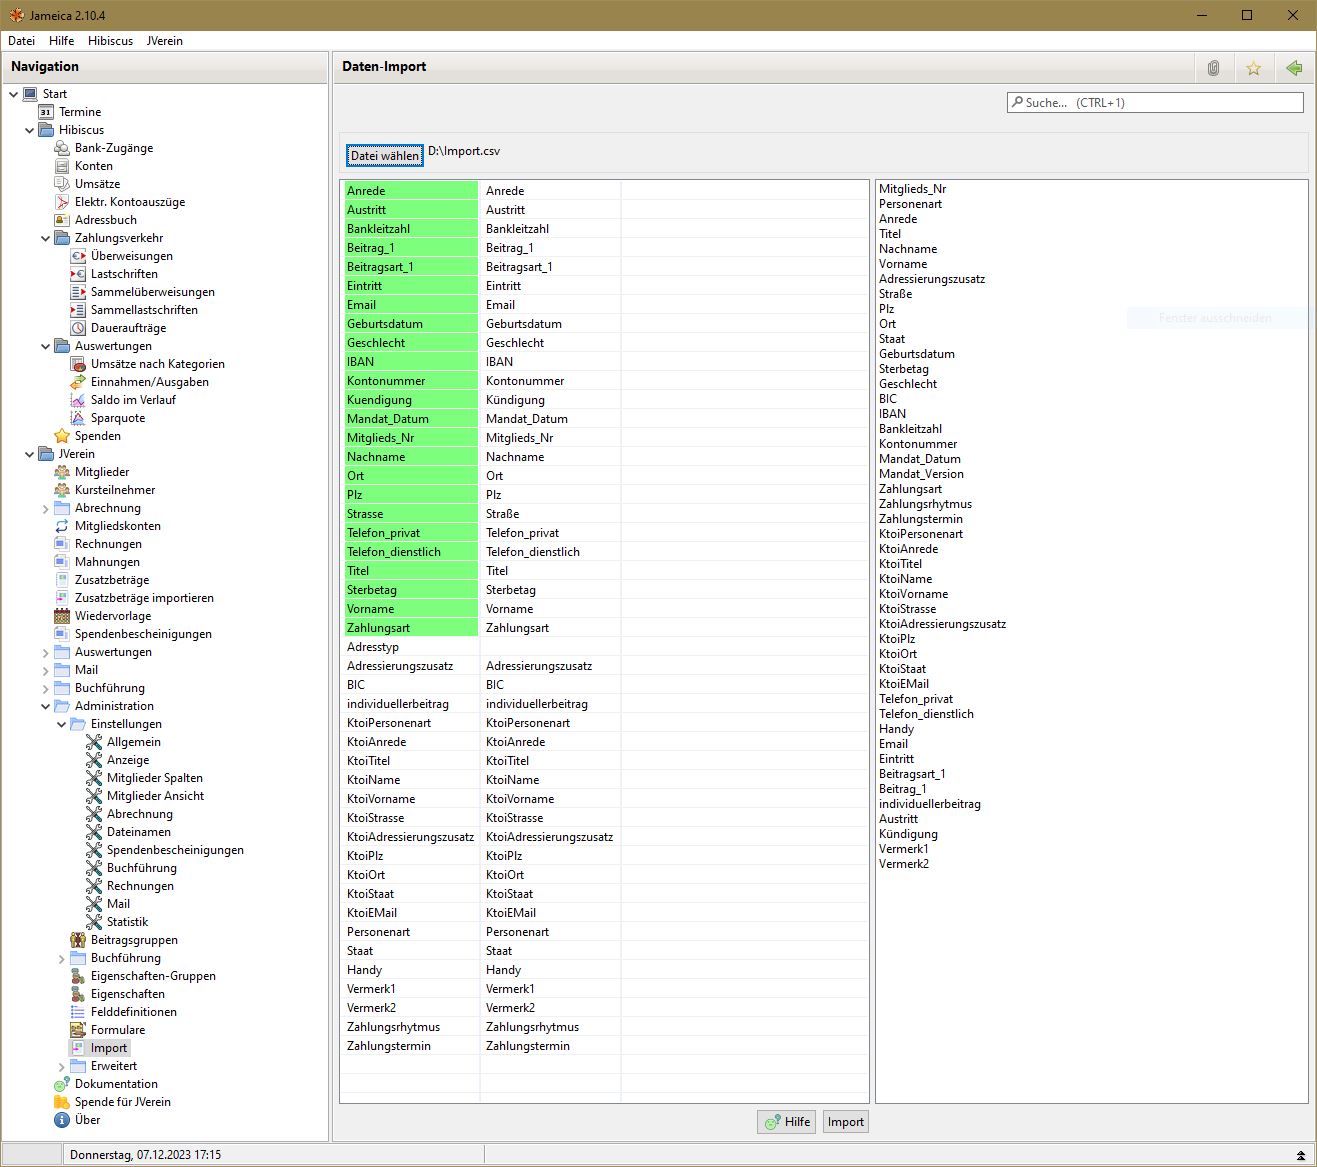 Jameica 2.10.4
Datei Hilfe Hibiscus JVerein
Navigation
Start
31 Termine
Hibiscus
Bank-Zugänge
Konten
Umsätze
Elektr. Kontoauszüge
Adressbuch
Zahlungsverkehr
Überweisungen
Lastschriften
Sammelüberweisungen
Sammellastschriften
Daueraufträge
Auswertungen
Umsätze nach Kategorien
Einnahmen/Ausgaben
Saldo im Verlauf
Sparquote
Spenden
JVerein
Mitglieder
Kursteilnehmer
Abrechnung
Mitgliedskonten
Rechnungen
Mahnungen
Zusatzbeträge
Zusatzbeträge importieren
Wiedervorlage
Spendenbescheinigungen
Auswertungen
Mail
Buchführung
Administration
Einstellungen
Allgemein
Anzeige
Mitglieder Spalten
Mitglieder Ansicht
Abrechnung
Dateinamen
Spendenbescheinigungen
Buchführung
Rechnungen
Mail
Statistik
Beitragsgruppen
Buchführung
Eigenschaften-Gruppen
Eigenschaften
Felddefinitionen
Formulare
Import
Erweitert
Dokumentation
Spende für JVerein
Über
Daten-Import
Suche... (CTRL+1)
Datei wählen D:\Import.csv
Anrede Anrede
Austritt Austritt
Bankleitzahl Bankleitzahl
Beitrag_1 Beitrag_1
Beitragsart_1 Beitragsart_1
Eintritt Eintritt
Email Email
Geburtsdatum Geburtsdatum
Geschlecht Geschlecht
IBAN IBAN
Kontonummer Kontonummer
Kuendigung Kündigung
Mandat_Datum Mandat_Datum
Mitglieds_Nr Mitglieds_Nr
Nachname Nachname
Ort Ort
Plz Plz
Strasse Straße
Telefon_privat Telefon_privat
Telefon_dienstlich Telefon_dienstlich
Titel Titel
Sterbetag Sterbetag
Vorname Vorname
Zahlungsart Zahlungsart
Adresstyp
Adressierungszusatz Adressierungszusatz
BIC BIC
individuellerbeitrag individuellerbeitrag
KtoiPersonenart KtoiPersonenart
KtoiAnrede KtoiAnrede
KtoiTitel KtoiTitel
KtoiName KtoiName
KtoiVorname KtoiVorname
KtoiStrasse KtoiStrasse
KtoiAdressierungszusatz KtoiAdressierungszusatz
KtoiPlz KtoiPlz
KtoiOrt KtoiOrt
KtoiStaat KtoiStaat
KtoiEMail KtoiEMail
Personenart Personenart
Staat Staat
Handy Handy
Vermerk1 Vermerk1
Vermerk2 Vermerk2
Zahlungsrhytmus Zahlungsrhytmus
Zahlungstermin Zahlungstermin
Mitglieds_Nr
Personenart
Anrede
Titel
Nachname
Vorname
Adressierungszusatz
Straße
Plz
Fenster ausschneiden
Ort
Staat
Geburtsdatum
Sterbetag
Geschlecht
BIC
IBAN
Bankleitzahl
Kontonummer
Mandat_Datum
Mandat_Version
Zahlungsart
Zahlungsrhytmus
Zahlungstermin
KtoiPersonenart
KtoiAnrede
KtoiTitel
KtoiName
KtoiVorname
KtoiStrasse
KtoiAdressierungszusatz
KtoiPlz
KtoiOrt
KtoiStaat
KtoiEMail
Telefon_privat
Telefon_dienstlich
Handy
Email
Eintritt
Beitragsart_1
Beitrag_1
individuellerbeitrag
Austritt
Kündigung
Vermerk1
Vermerk2
Hilfe Import
Donnerstag, 07.12.2023 17:15